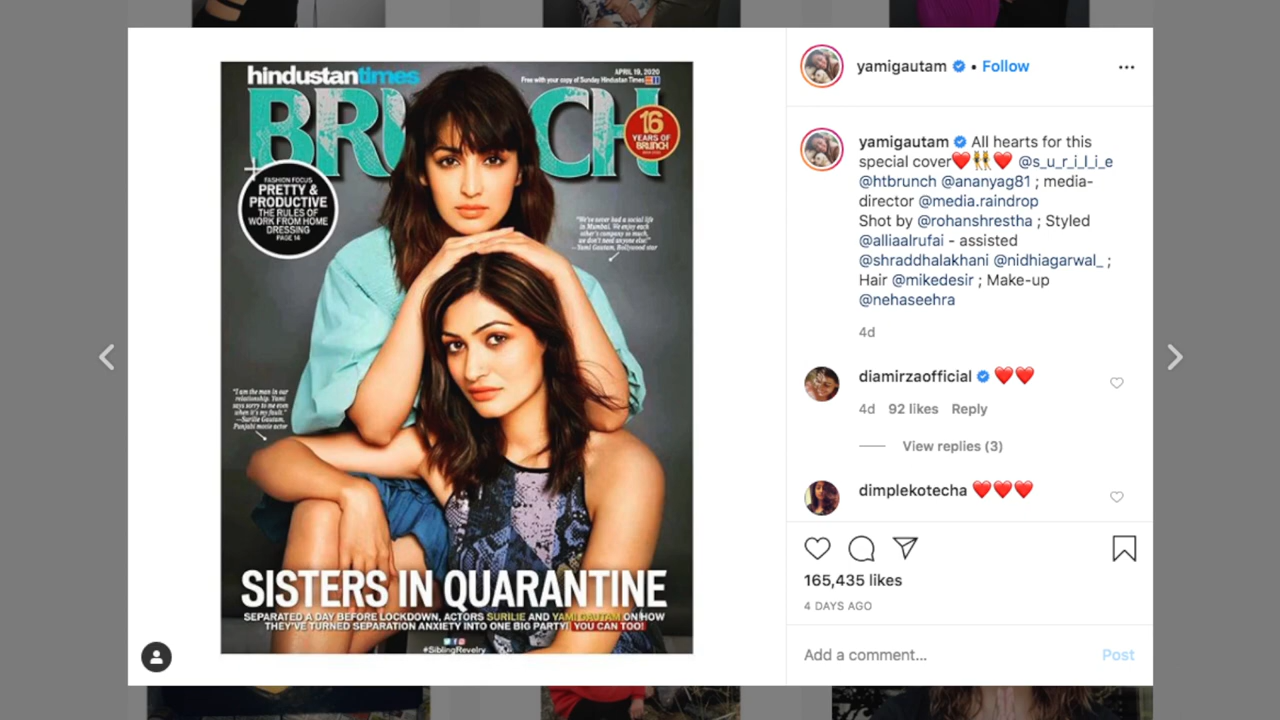 hindustantimes
APRIL 19, 2020
Free with your copy of Sunday Hindustan Times
BRUNCH
16
YEARS OF
BRUNCH
FASHION FOCUS
PRETTY &
PRODUCTIVE
THE RULES OF
WORK FROM HOME
DRESSING
PAGE 14
"We've never had a social life
in Mumbai. We enjoy each
other's company so much,
we don't need anyone else!"
—Yami Gautam, Bollywood star
"I am the man in our
relationship. Yami
says sorry to me even
when it's my fault."
—Surilie Gautam,
Punjabi movie actor
SISTERS IN QUARANTINE
SEPARATED A DAY BEFORE LOCKDOWN, ACTORS SURILIE AND YAMI GAUTAM ON HOW
THEY'VE TURNED SEPARATION ANXIETY INTO ONE BIG PARTY! YOU CAN TOO!
#SiblingRevelry
yamigautam • Follow
yamigautam All hearts for this
special cover❤️👯❤️ @s_u_r_i_l_i_e
@htbrunch @ananyag81 ; media-
director @media.raindrop
Shot by @rohanshrestha ; Styled
@alliaalrufai - assisted
@shraddhalakhani @nidhiagarwal_ ;
Hair @mikedesir ; Make-up
@nehaseehra
4d
diamirzaofficial ❤️❤️
4d 92 likes Reply
View replies (3)
dimplekotecha ❤️❤️❤️
165,435 likes
4 DAYS AGO
Add a comment... Post